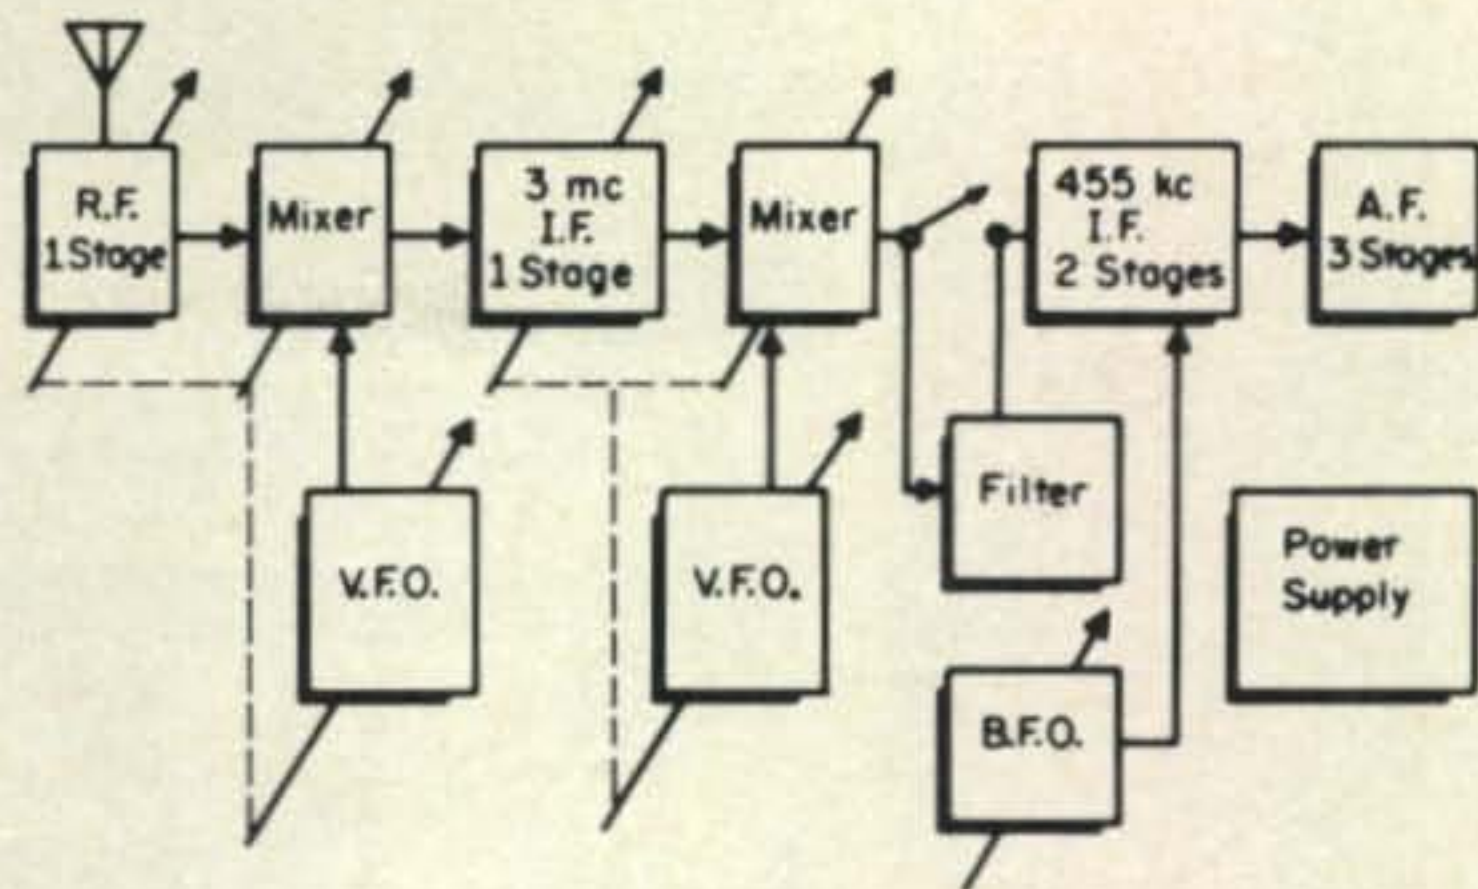 R.F.
1 Stage
Mixer
3 mc
I.F.
1 Stage
Mixer
455 kc
I.F.
2 Stages
A.F.
3 Stages
V.F.O.
V.F.O.
Filter
Power
Supply
B.F.O.